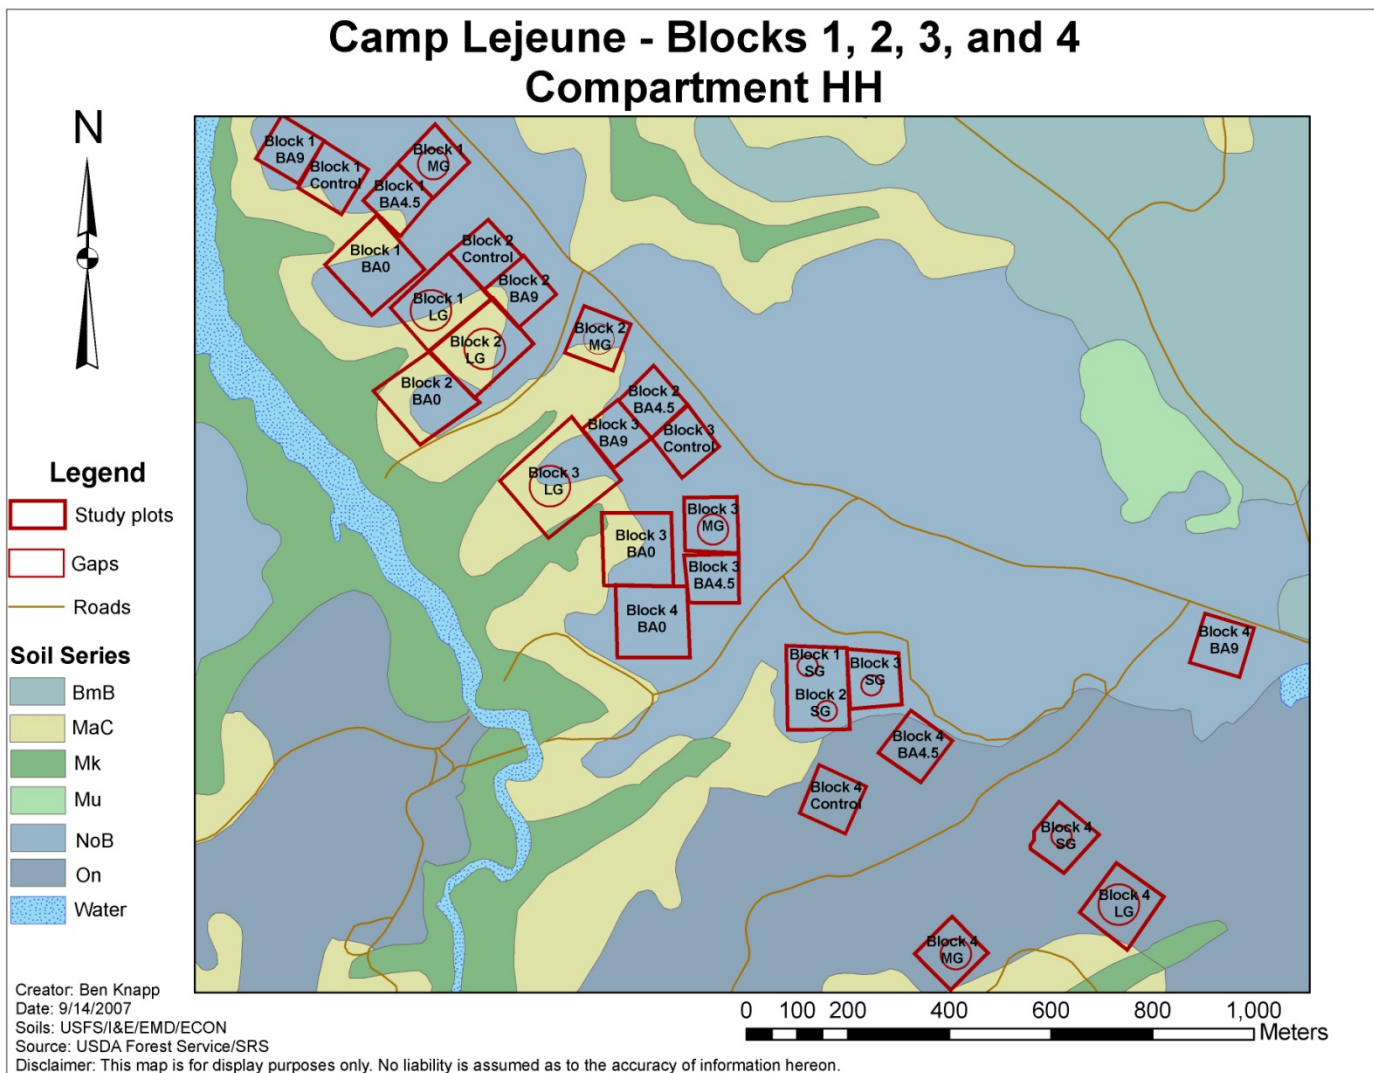 Camp Lejeune - Blocks 1, 2, 3, and 4
Compartment HH
N
Block 1
BA9
Block 1
Control
Block 1
MG
Block 1
BA4.5
Block 1
BA0
Block 2
Control
Block 2
BA9
Block 1
LG
Block 2
LG
Block 2
MG
Block 2
BA0
Block 2
BA4.5
Block 3
BA9
Block 3
Control
Block 3
LG
Block 3
MG
Block 3
BA0
Block 3
BA4.5
Block 4
BA0
Block 1
SG
Block 3
SG
Block 2
SG
Block 4
BA9
Block 4
BA4.5
Block 4
Control
Block 4
SG
Block 4
LG
Block 4
MG
Legend
Study plots
Gaps
Roads
Soil Series
BmB
MaC
Mk
Mu
NoB
On
Water
Creator: Ben Knapp
Date: 9/14/2007
Soils: USFS/I&E/EMD/ECON
Source: USDA Forest Service/SRS
Disclaimer: This map is for display purposes only. No liability is assumed as to the accuracy of information hereon.
0 100 200 400 600 800 1,000
Meters